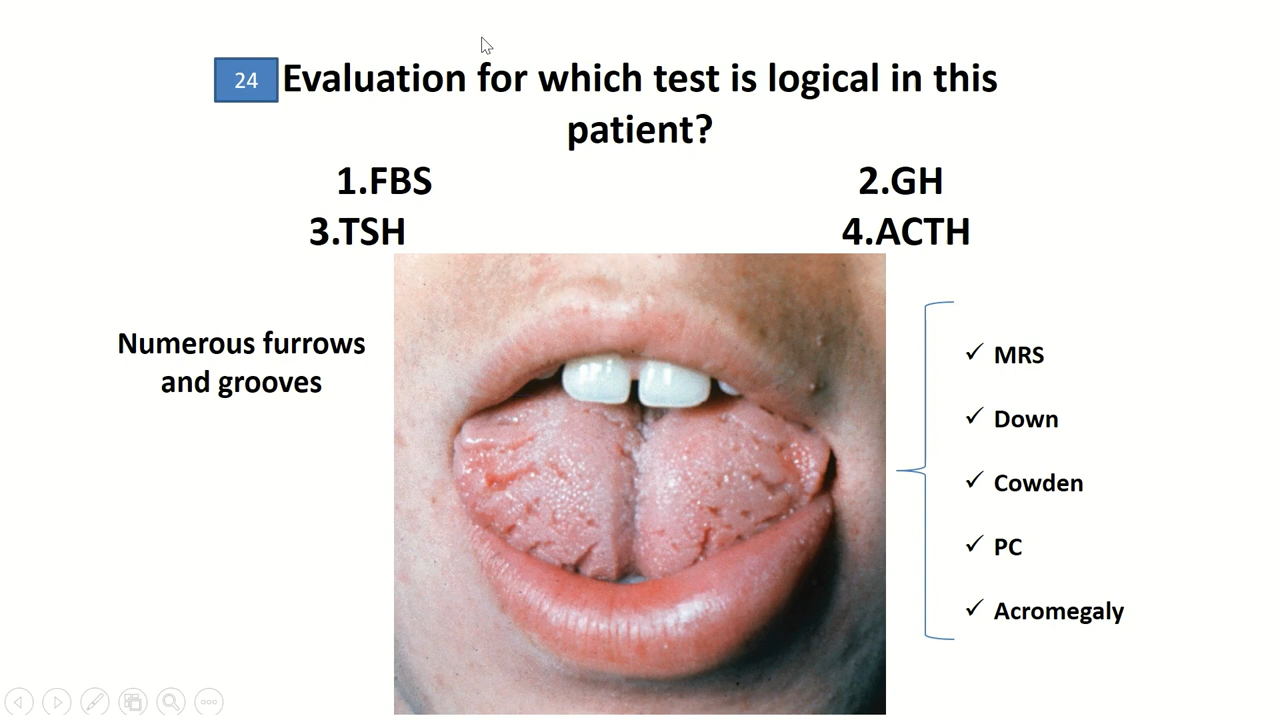 24
Evaluation for which test is logical in this
patient?
1.FBS 2.GH
3.TSH 4.ACTH
Numerous furrows
and grooves
✓ MRS
✓ Down
✓ Cowden
✓ PC
✓ Acromegaly